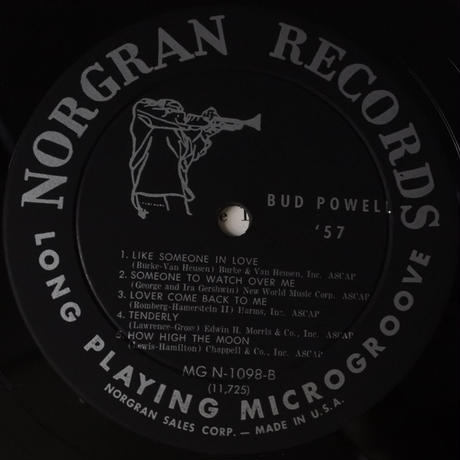 NORGRAN RECORDS
BUD POWELL
'57
1. LIKE SOMEONE IN LOVE
(Burke-Van Heusen) Burke & Van Heusen, Inc. ASCAP
2. SOMEONE TO WATCH OVER ME
(George and Ira Gershwin) New World Music Corp. ASCAP
3. LOVER COME BACK TO ME
(Romberg-Hamerstein II) Harms, Inc. ASCAP
4. TENDERLY
(Lawrence-Gross) Edwin H. Morris & Co., Inc. ASCAP
5. HOW HIGH THE MOON
(Lewis-Hamilton) Chappell & Co., Inc. ASCAP
MG N-1098-B
(11,725)
LONG PLAYING MICROGROOVE
NORGRAN SALES CORP. — MADE IN U.S.A.